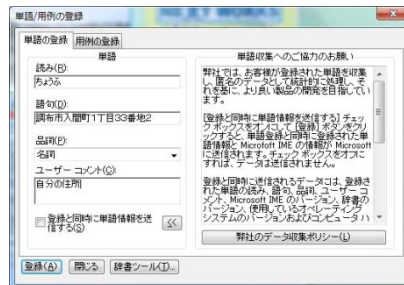 単語/用例の登録
単語の登録
用例の登録
単語
読み(R):
ちょうふ
語句(D):
調布市入間町1丁目33番地2
品詞(P):
名詞
ユーザー コメント(C):
自分の住所
登録と同時に単語情報を送
信する(S)
<<
単語収集へのご協力のお願い
弊社では、お客様が登録された単語を収集
し、匿名のデータとして統計的に処理し、そ
れを基に、より良い製品の開発を目指してい
ます。
[登録と同時に単語情報を送信する] チェッ
ク ボックスをオンにして [登録] ボタンをクリ
ックすると、単語登録と同時に登録された単
語情報と Microsoft IME の情報が Microsoft
に送信されます。チェック ボックスをオフに
すれば、データは送信されません。
登録と同時に送信されるデータには、登録さ
れた単語の読み、語句、品詞、ユーザー コ
メント、Microsoft IME のバージョン、辞書の
バージョン、使用しているオペレーティング
システムのバージョンおよびコンピュータ ハ
弊社のデータ収集ポリシー(L)
登録(A)
閉じる
辞書ツール(T)...